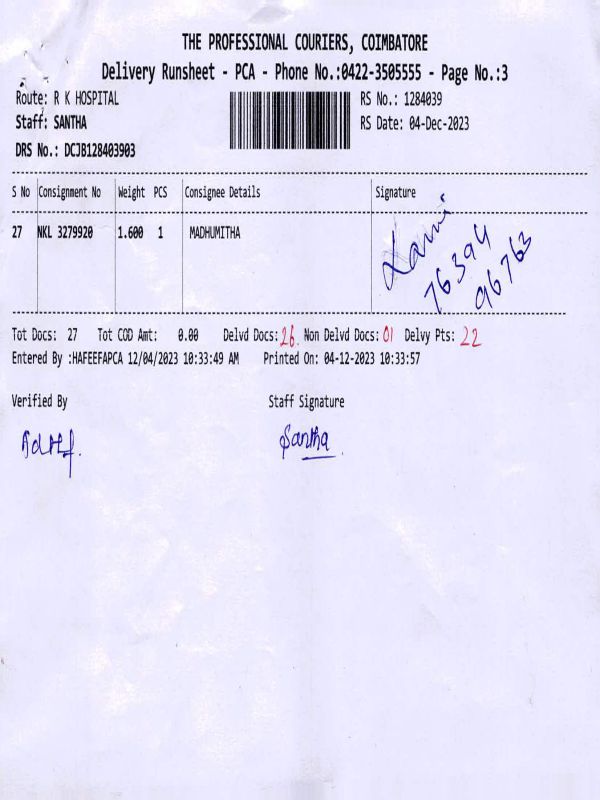 THE PROFESSIONAL COURIERS, COIMBATORE
Delivery Runsheet - PCA - Phone No.:0422-3505555 - Page No.:3
Route: R K HOSPITAL RS No.: 1284039
Staff: SANTHA RS Date: 04-Dec-2023
DRS No.: DCJB128403903
S No Consignment No Weight PCS Consignee Details Signature
27 NKL 3279920 1.600 1 MADHUMITHA
76394
96763
Tot Docs: 27 Tot COD Amt: 0.00 Delvd Docs: 26 Non Delvd Docs: 01 Delvy Pts: 22
Entered By :HAFEEFAPCA 12/04/2023 10:33:49 AM Printed On: 04-12-2023 10:33:57
Verified By Staff Signature
Santha